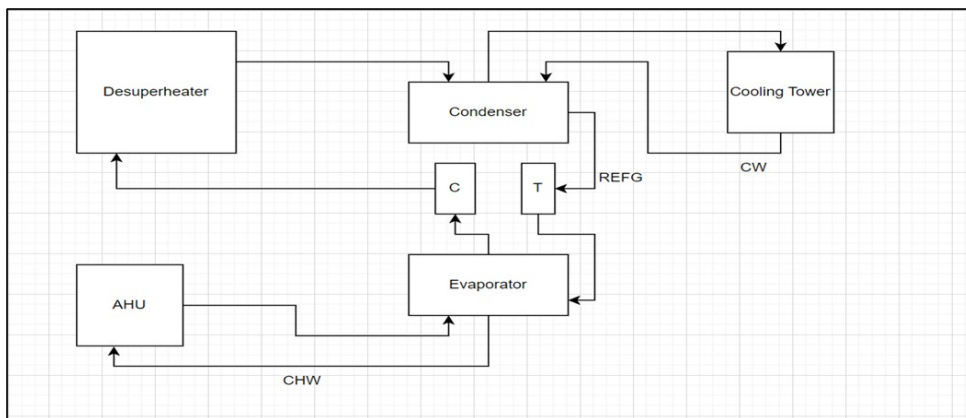 Desuperheater
Condenser
Cooling Tower
CW
REFG
C
T
Evaporator
AHU
CHW